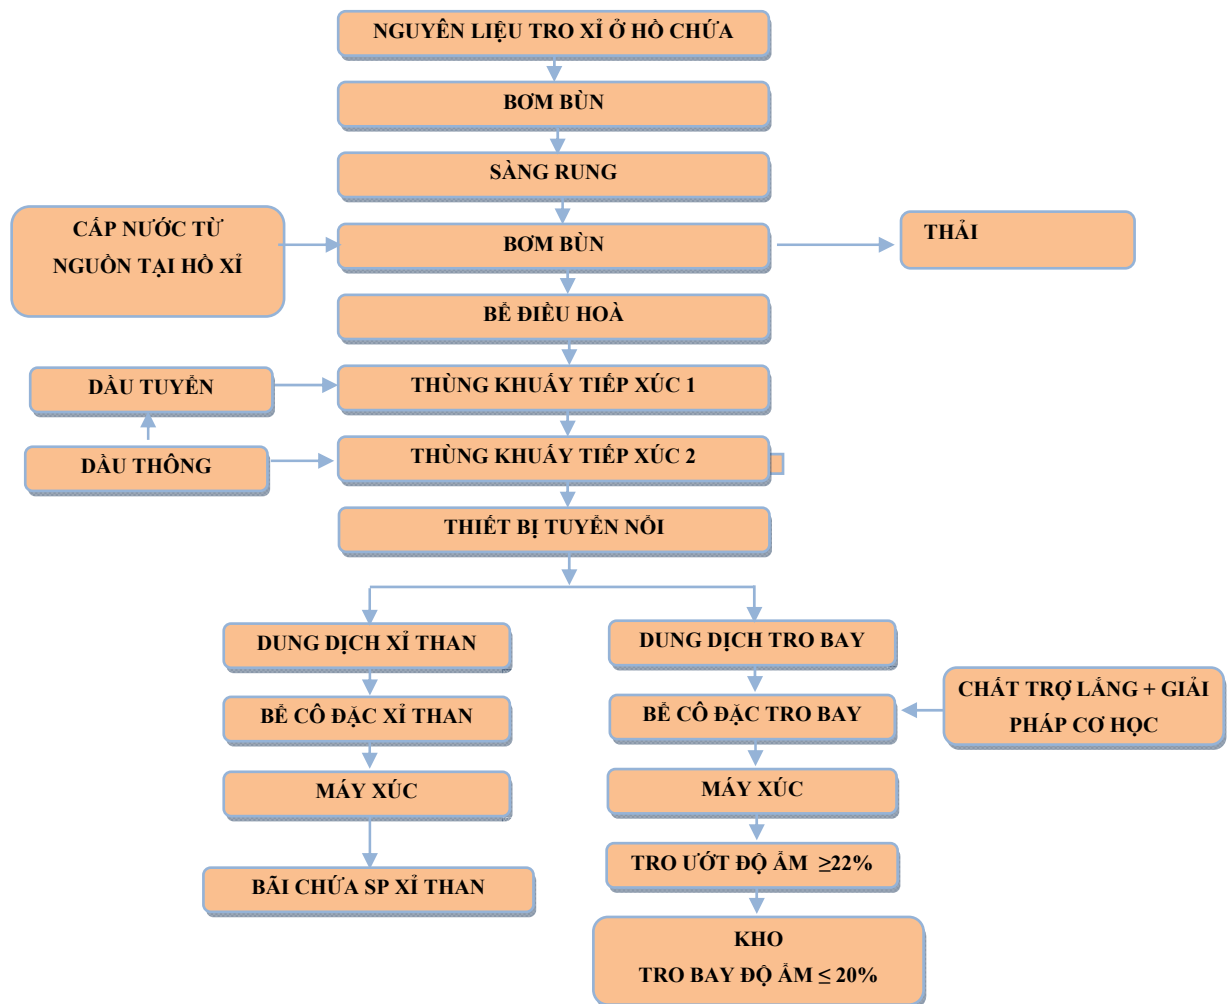 NGUYÊN LIỆU TRO XỈ Ở HỒ CHỨA
BƠM BÙN
SÀNG RUNG
CẤP NƯỚC TỪ
NGUỒN TẠI HỒ XỈ
BƠM BÙN
THẢI
BỂ ĐIỀU HOÀ
DẦU TUYỂN
THÙNG KHUẤY TIẾP XÚC 1
DẦU THÔNG
THÙNG KHUẤY TIẾP XÚC 2
THIẾT BỊ TUYỂN NỔI
DUNG DỊCH XỈ THAN
DUNG DỊCH TRO BAY
BỂ CÔ ĐẶC XỈ THAN
BỂ CÔ ĐẶC TRO BAY
CHẤT TRỢ LẮNG + GIẢI
PHÁP CƠ HỌC
MÁY XÚC
MÁY XÚC
TRO ƯỚT ĐỘ ẨM ≥22%
BÃI CHỨA SP XỈ THAN
KHO
TRO BAY ĐỘ ẨM ≤ 20%